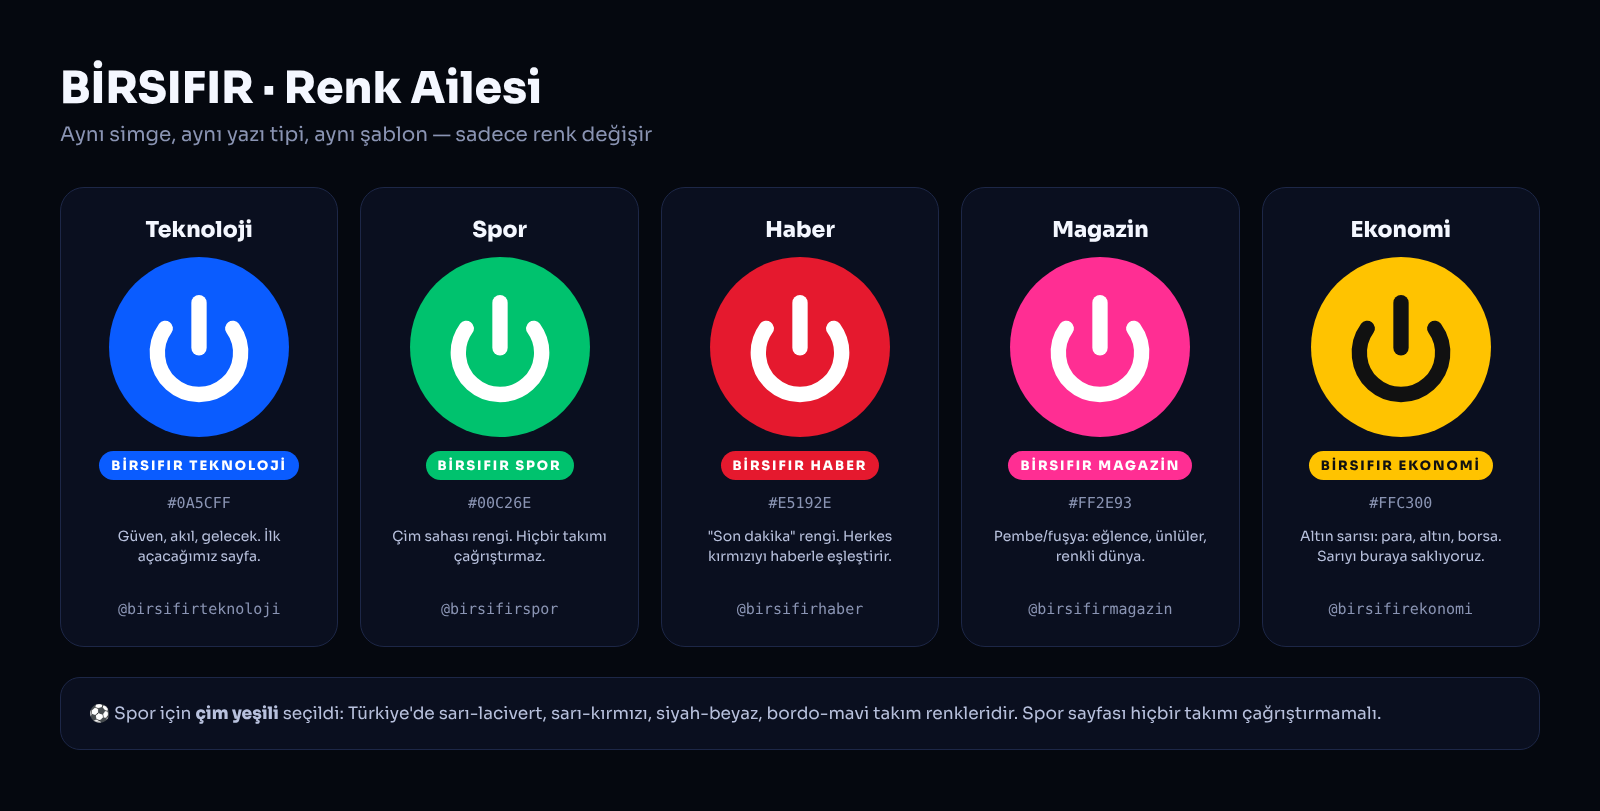 BİRSIFIR · Renk Ailesi
Aynı simge, aynı yazı tipi, aynı şablon — sadece renk değişir
Teknoloji
BİRSIFIR TEKNOLOJİ
#0A5CFF
Güven, akıl, gelecek. İlk
açacağımız sayfa.
@birsifirteknoloji
Spor
BİRSIFIR SPOR
#00C26E
Çim sahası rengi. Hiçbir takımı
çağrıştırmaz.
@birsifirspor
Haber
BİRSIFIR HABER
#E5192E
"Son dakika" rengi. Herkes
kırmızıyı haberle eşleştirir.
@birsifirhaber
Magazin
BİRSIFIR MAGAZİN
#FF2E93
Pembe/fuşya: eğlence, ünlüler,
renkli dünya.
@birsifirmagazin
Ekonomi
BİRSIFIR EKONOMİ
#FFC300
Altın sarısı: para, altın, borsa.
Sarıyı buraya saklıyoruz.
@birsifirekonomi
⚽ Spor için çim yeşili seçildi: Türkiye'de sarı-lacivert, sarı-kırmızı, siyah-beyaz, bordo-mavi takım renkleridir. Spor sayfası hiçbir takımı çağrıştırmamalı.